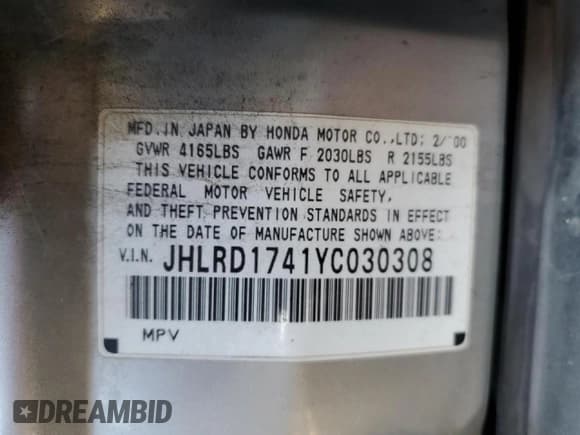 MFD.IN JAPAN BY HONDA MOTOR CO.,LTD; 2/'00
GVWR 4165LBS GAWR F 2030LBS R 2155LBS
THIS VEHICLE CONFORMS TO ALL APPLICABLE
FEDERAL MOTOR VEHICLE SAFETY,
AND THEFT PREVENTION STANDARDS IN EFFECT
ON THE DATE OF MANUFACTURE SHOWN ABOVE;
V.I.N. JHLRD1741YC030308
MPV
DREAMBID